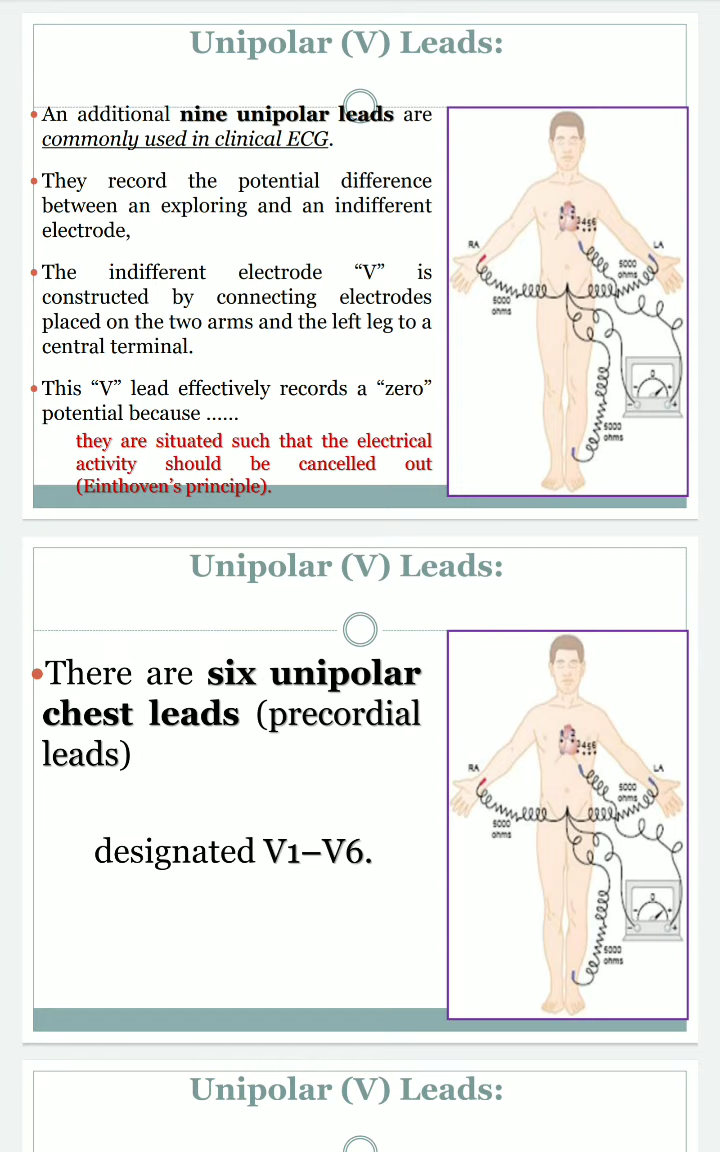 Unipolar (V) Leads:
• An additional nine unipolar leads are
commonly used in clinical ECG.
• They record the potential difference
between an exploring and an indifferent
electrode,
• The indifferent electrode “V” is
constructed by connecting electrodes
placed on the two arms and the left leg to a
central terminal.
• This “V” lead effectively records a “zero”
potential because ......
they are situated such that the electrical
activity should be cancelled out
(Einthoven’s principle).
RA
LA
5000
ohms
5000
ohms
0
- +
5000
ohms
Unipolar (V) Leads:
• There are six unipolar
chest leads (precordial
leads)
designated V1–V6.
RA
LA
5000
ohms
5000
ohms
0
- +
5000
ohms
Unipolar (V) Leads: